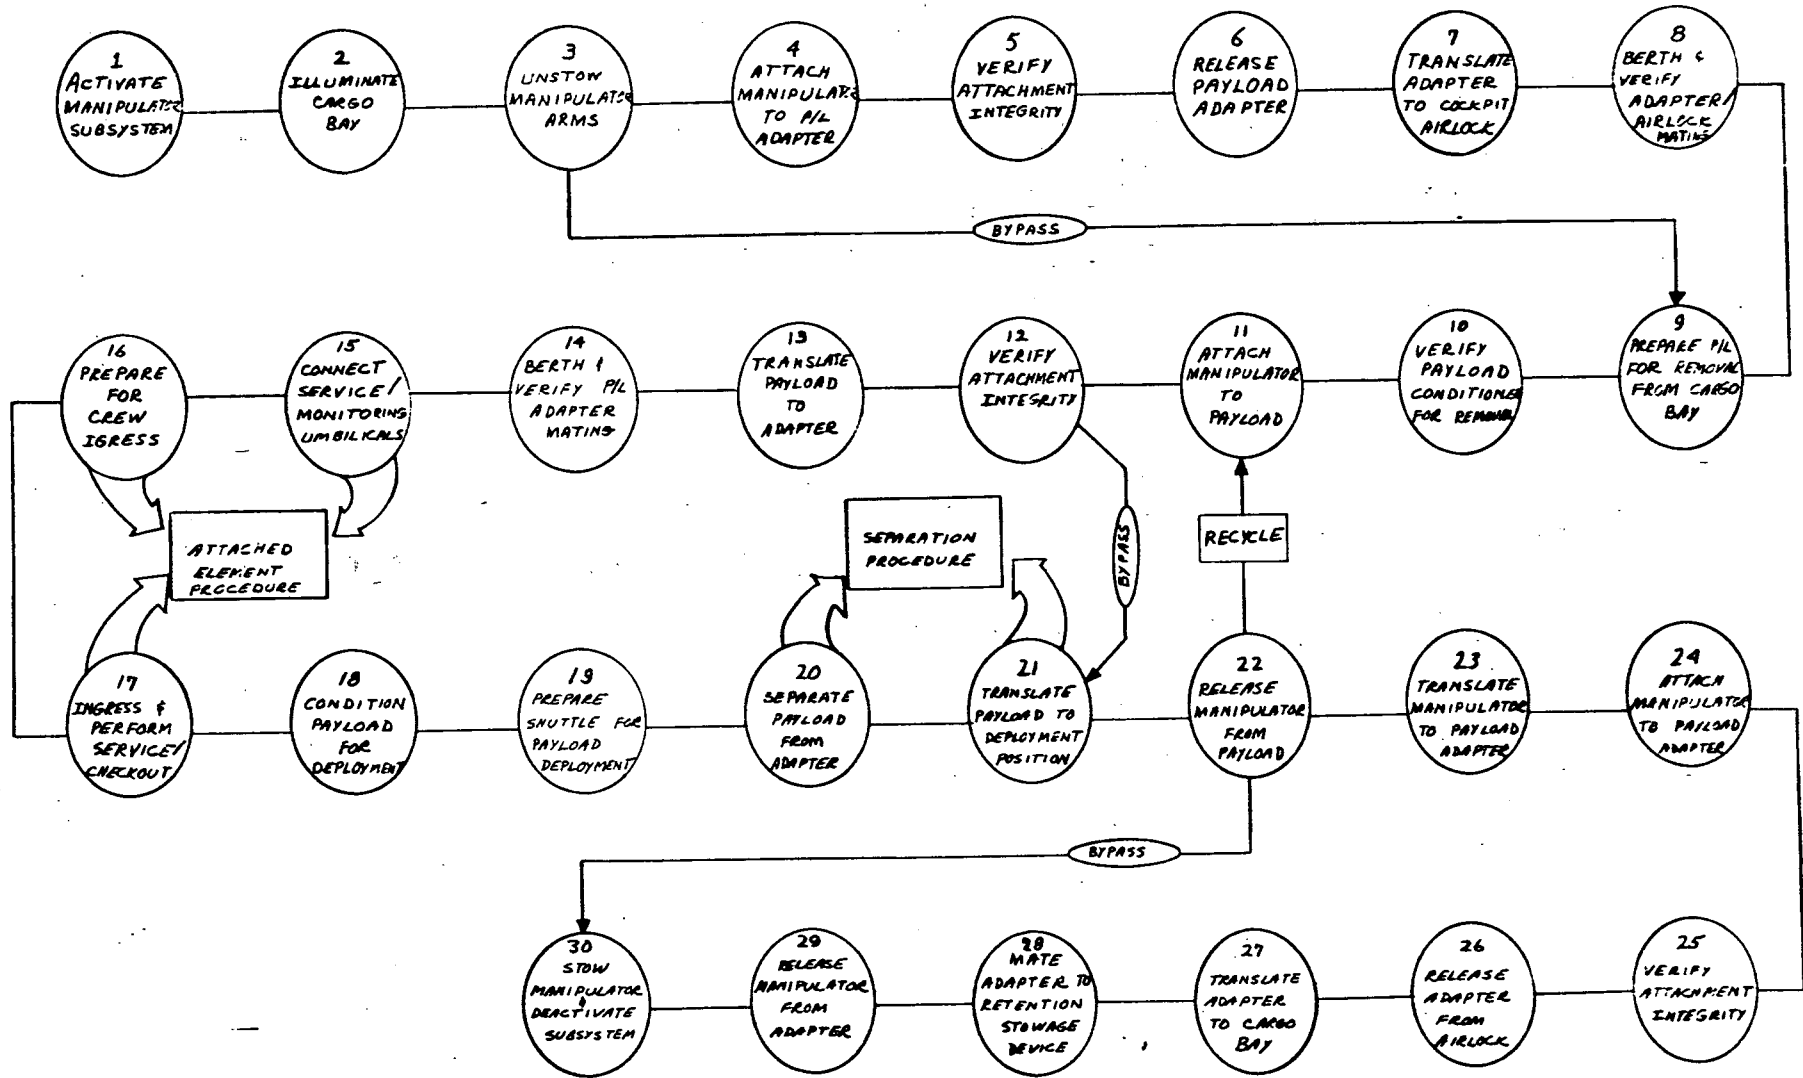 1
ACTIVATE
MANIPULATOR
SUBSYSTEM
2
ILLUMINATE
CARGO
BAY
3
UNSTOW
MANIPULATOR
ARMS
4
ATTACH
MANIPULATOR
TO P/L
ADAPTER
5
VERIFY
ATTACHMENT
INTEGRITY
6
RELEASE
PAYLOAD
ADAPTER
7
TRANSLATE
ADAPTER
TO COCKPIT
AIRLOCK
8
BERTH &
VERIFY
ADAPTER/
AIRLOCK
MATING
BYPASS
16
PREPARE
FOR
CREW
IGRESS
15
CONNECT
SERVICE/
MONITORING
UMBILICALS
14
BERTH &
VERIFY P/L
ADAPTER
MATING
13
TRANSLATE
PAYLOAD
TO
ADAPTER
12
VERIFY
ATTACHMENT
INTEGRITY
11
ATTACH
MANIPULATOR
TO
PAYLOAD
10
VERIFY
PAYLOAD
CONDITIONED
FOR REMOVAL
9
PREPARE P/L
FOR REMOVAL
FROM CARGO
BAY
ATTACHED
ELEMENT
PROCEDURE
SEPARATION
PROCEDURE
BYPASS
RECYCLE
17
INGRESS &
PERFORM
SERVICE/
CHECKOUT
18
CONDITION
PAYLOAD
FOR
DEPLOYMENT
19
PREPARE
SHUTTLE FOR
PAYLOAD
DEPLOYMENT
20
SEPARATE
PAYLOAD
FROM
ADAPTER
21
TRANSLATE
PAYLOAD TO
DEPLOYMENT
POSITION
22
RELEASE
MANIPULATOR
FROM
PAYLOAD
23
TRANSLATE
MANIPULATOR
TO PAYLOAD
ADAPTER
24
ATTACH
MANIPULATOR
TO PAYLOAD
ADAPTER
BYPASS
30
STOW
MANIPULATOR
&
DEACTIVATE
SUBSYSTEM
29
RELEASE
MANIPULATOR
FROM
ADAPTER
28
MATE
ADAPTER TO
RETENTION
STOWAGE
DEVICE
27
TRANSLATE
ADAPTER
TO CARGO
BAY
26
RELEASE
ADAPTER
FROM
AIRLOCK
25
VERIFY
ATTACHMENT
INTEGRITY